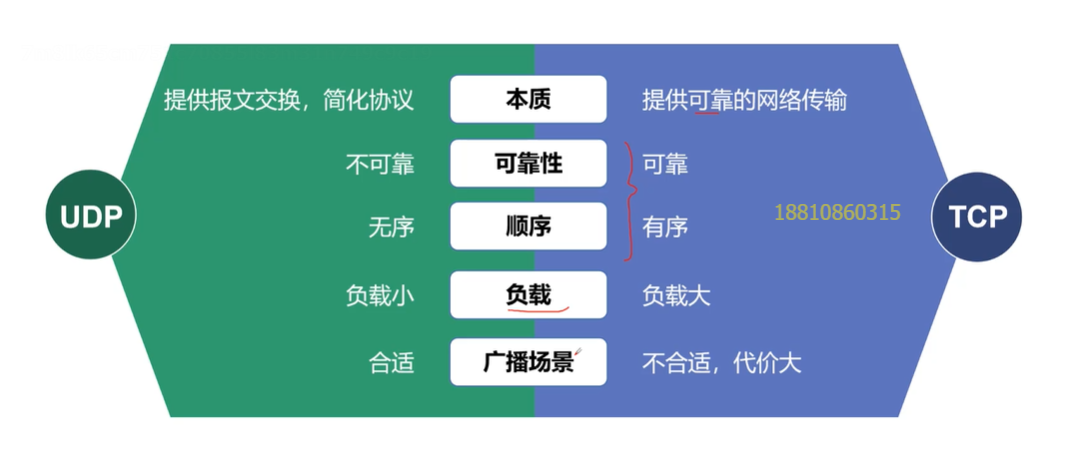 提供报文交换，简化协议 本质 提供可靠的网络传输
不可靠 可靠性 可靠
UDP 无序 顺序 有序 18810860315 TCP
负载小 负载 负载大
合适 广播场景 不合适，代价大